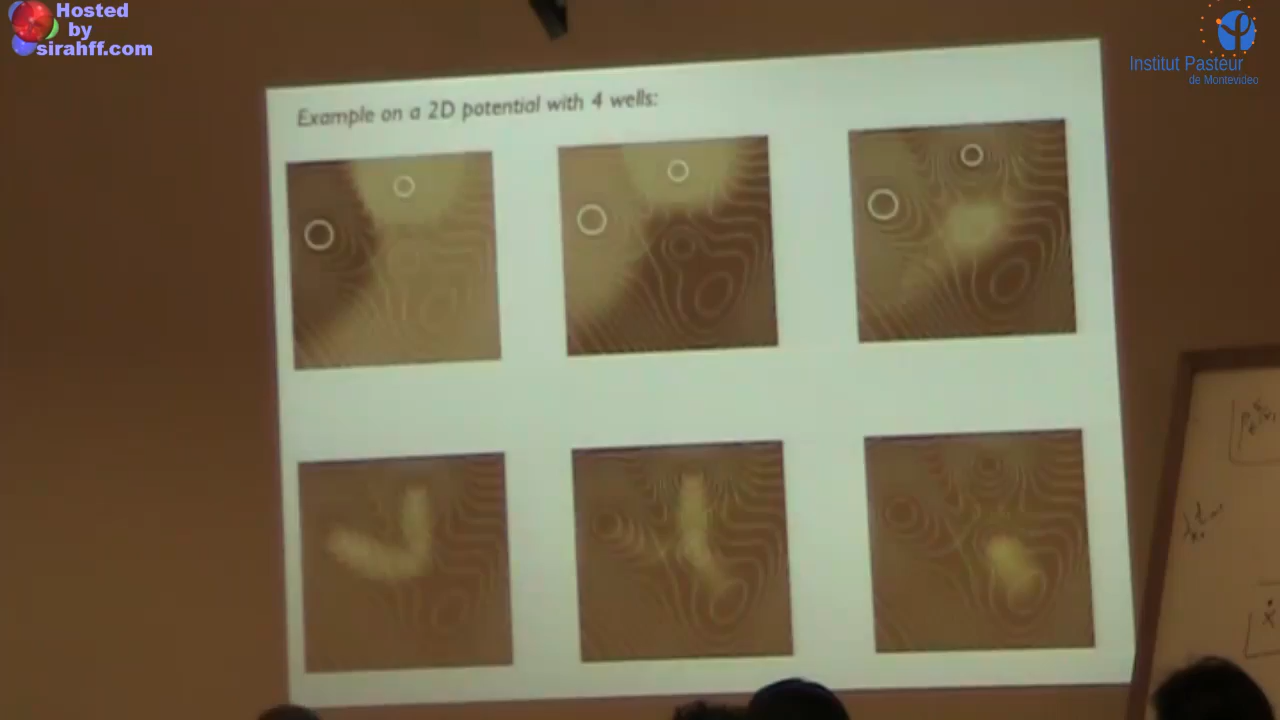 Hosted
by
sirahff.com
Institut Pasteur
de Montevideo
Example on a 2D potential with 4 wells: